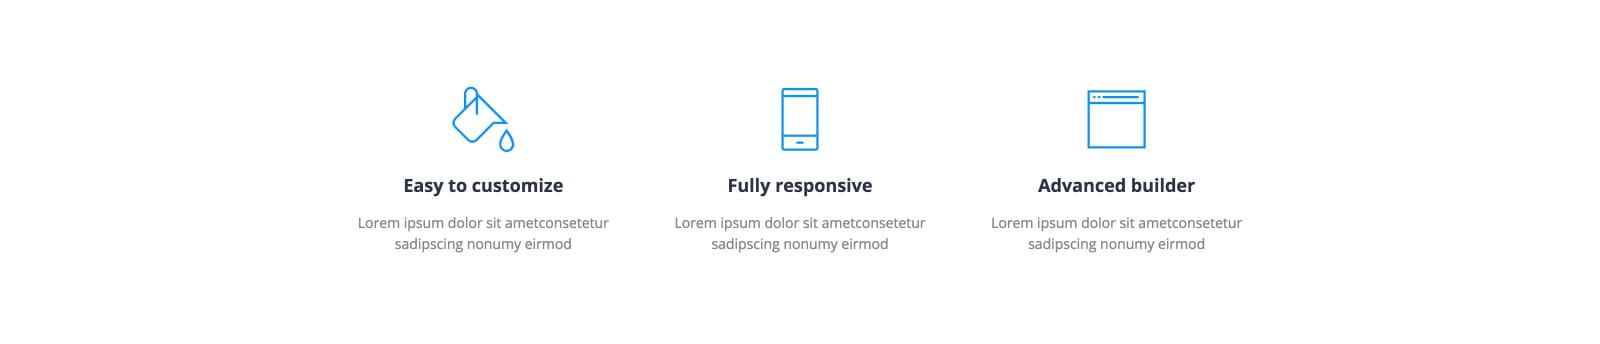 Easy to customize
Lorem ipsum dolor sit ametconsetetur
sadipscing nonumy eirmod
Fully responsive
Lorem ipsum dolor sit ametconsetetur
sadipscing nonumy eirmod
Advanced builder
Lorem ipsum dolor sit ametconsetetur
sadipscing nonumy eirmod